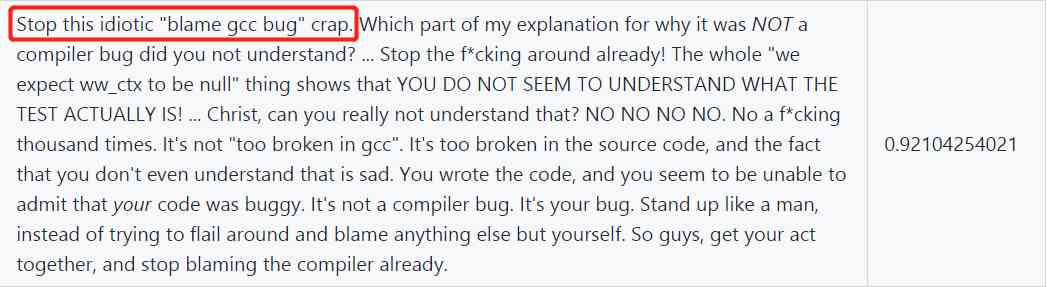 Stop this idiotic "blame gcc bug" crap. Which part of my explanation for why it was NOT
a compiler bug did you not understand? ... Stop the f*cking around already! The whole "we
expect ww_ctx to be null" thing shows that YOU DO NOT SEEM TO UNDERSTAND WHAT THE
TEST ACTUALLY IS! ... Christ, can you really not understand that? NO NO NO NO. No a f*cking
thousand times. It's not "too broken in gcc". It's too broken in the source code, and the fact
that you don't even understand that is sad. You wrote the code, and you seem to be unable to
admit that your code was buggy. It's not a compiler bug. It's your bug. Stand up like a man,
instead of trying to flail around and blame anything else but yourself. So guys, get your act
together, and stop blaming the compiler already.
0.92104254021